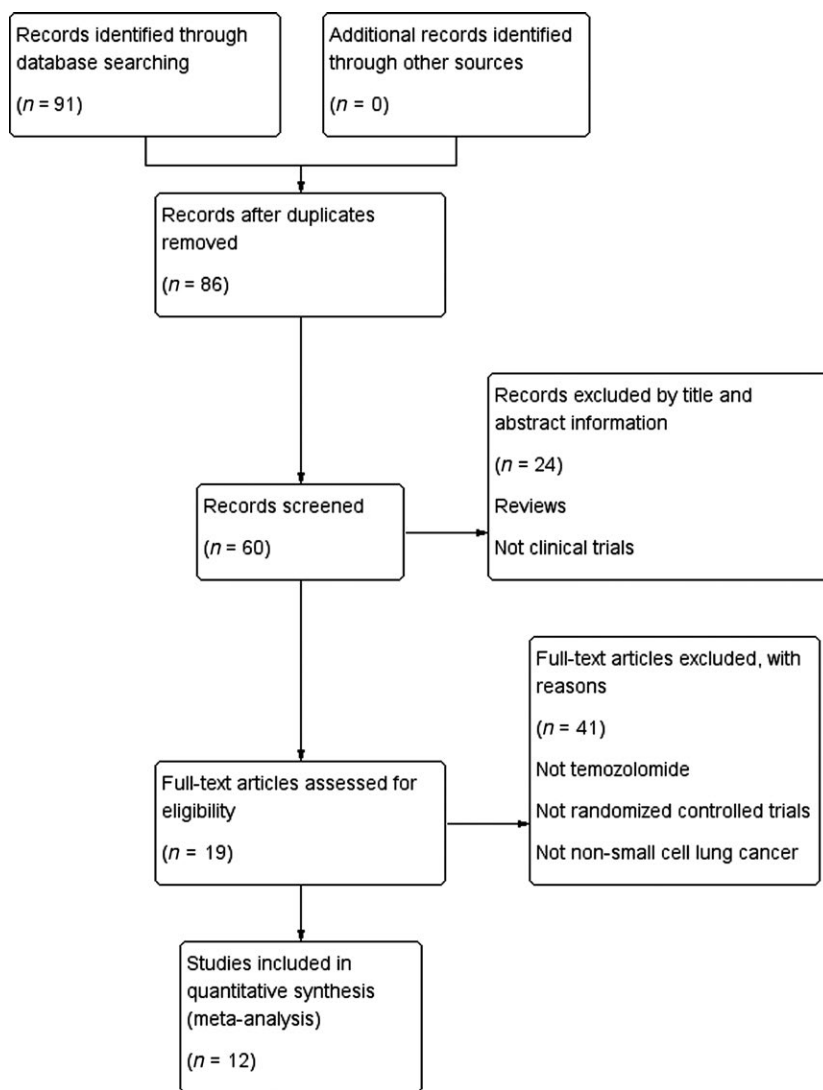 Records identified through
database searching
(n = 91)
Additional records identified
through other sources
(n = 0)
Records after duplicates
removed
(n = 86)
Records excluded by title and
abstract information
(n = 24)
Reviews
Not clinical trials
Records screened
(n = 60)
Full-text articles excluded, with
reasons
(n = 41)
Not temozolomide
Not randomized controlled trials
Not non-small cell lung cancer
Full-text articles assessed for
eligibility
(n = 19)
Studies included in
quantitative synthesis
(meta-analysis)
(n = 12)